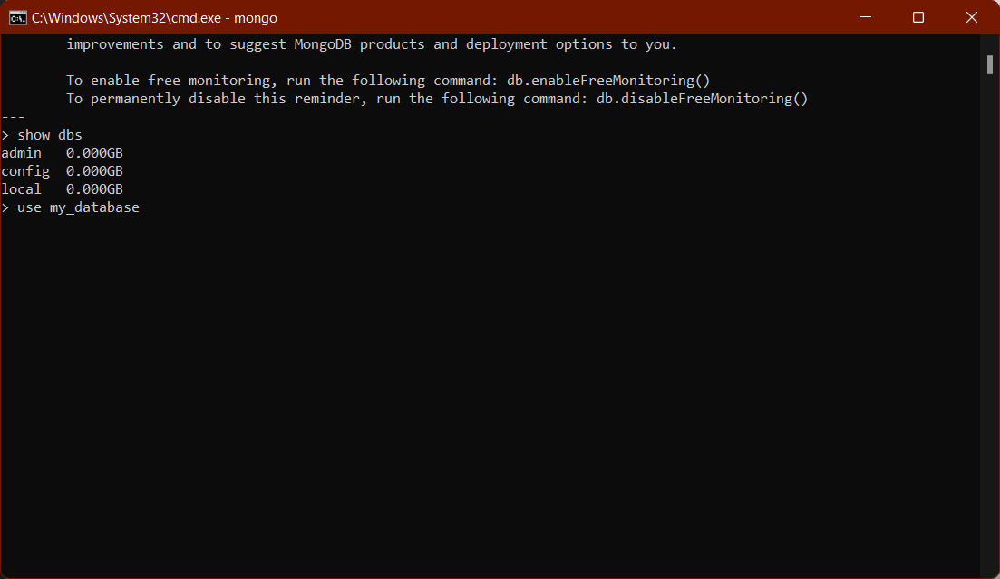 C:\Windows\System32\cmd.exe - mongo
improvements and to suggest MongoDB products and deployment options to you.
To enable free monitoring, run the following command: db.enableFreeMonitoring()
To permanently disable this reminder, run the following command: db.disableFreeMonitoring()
---
> show dbs
admin   0.000GB
config  0.000GB
local   0.000GB
> use my_database